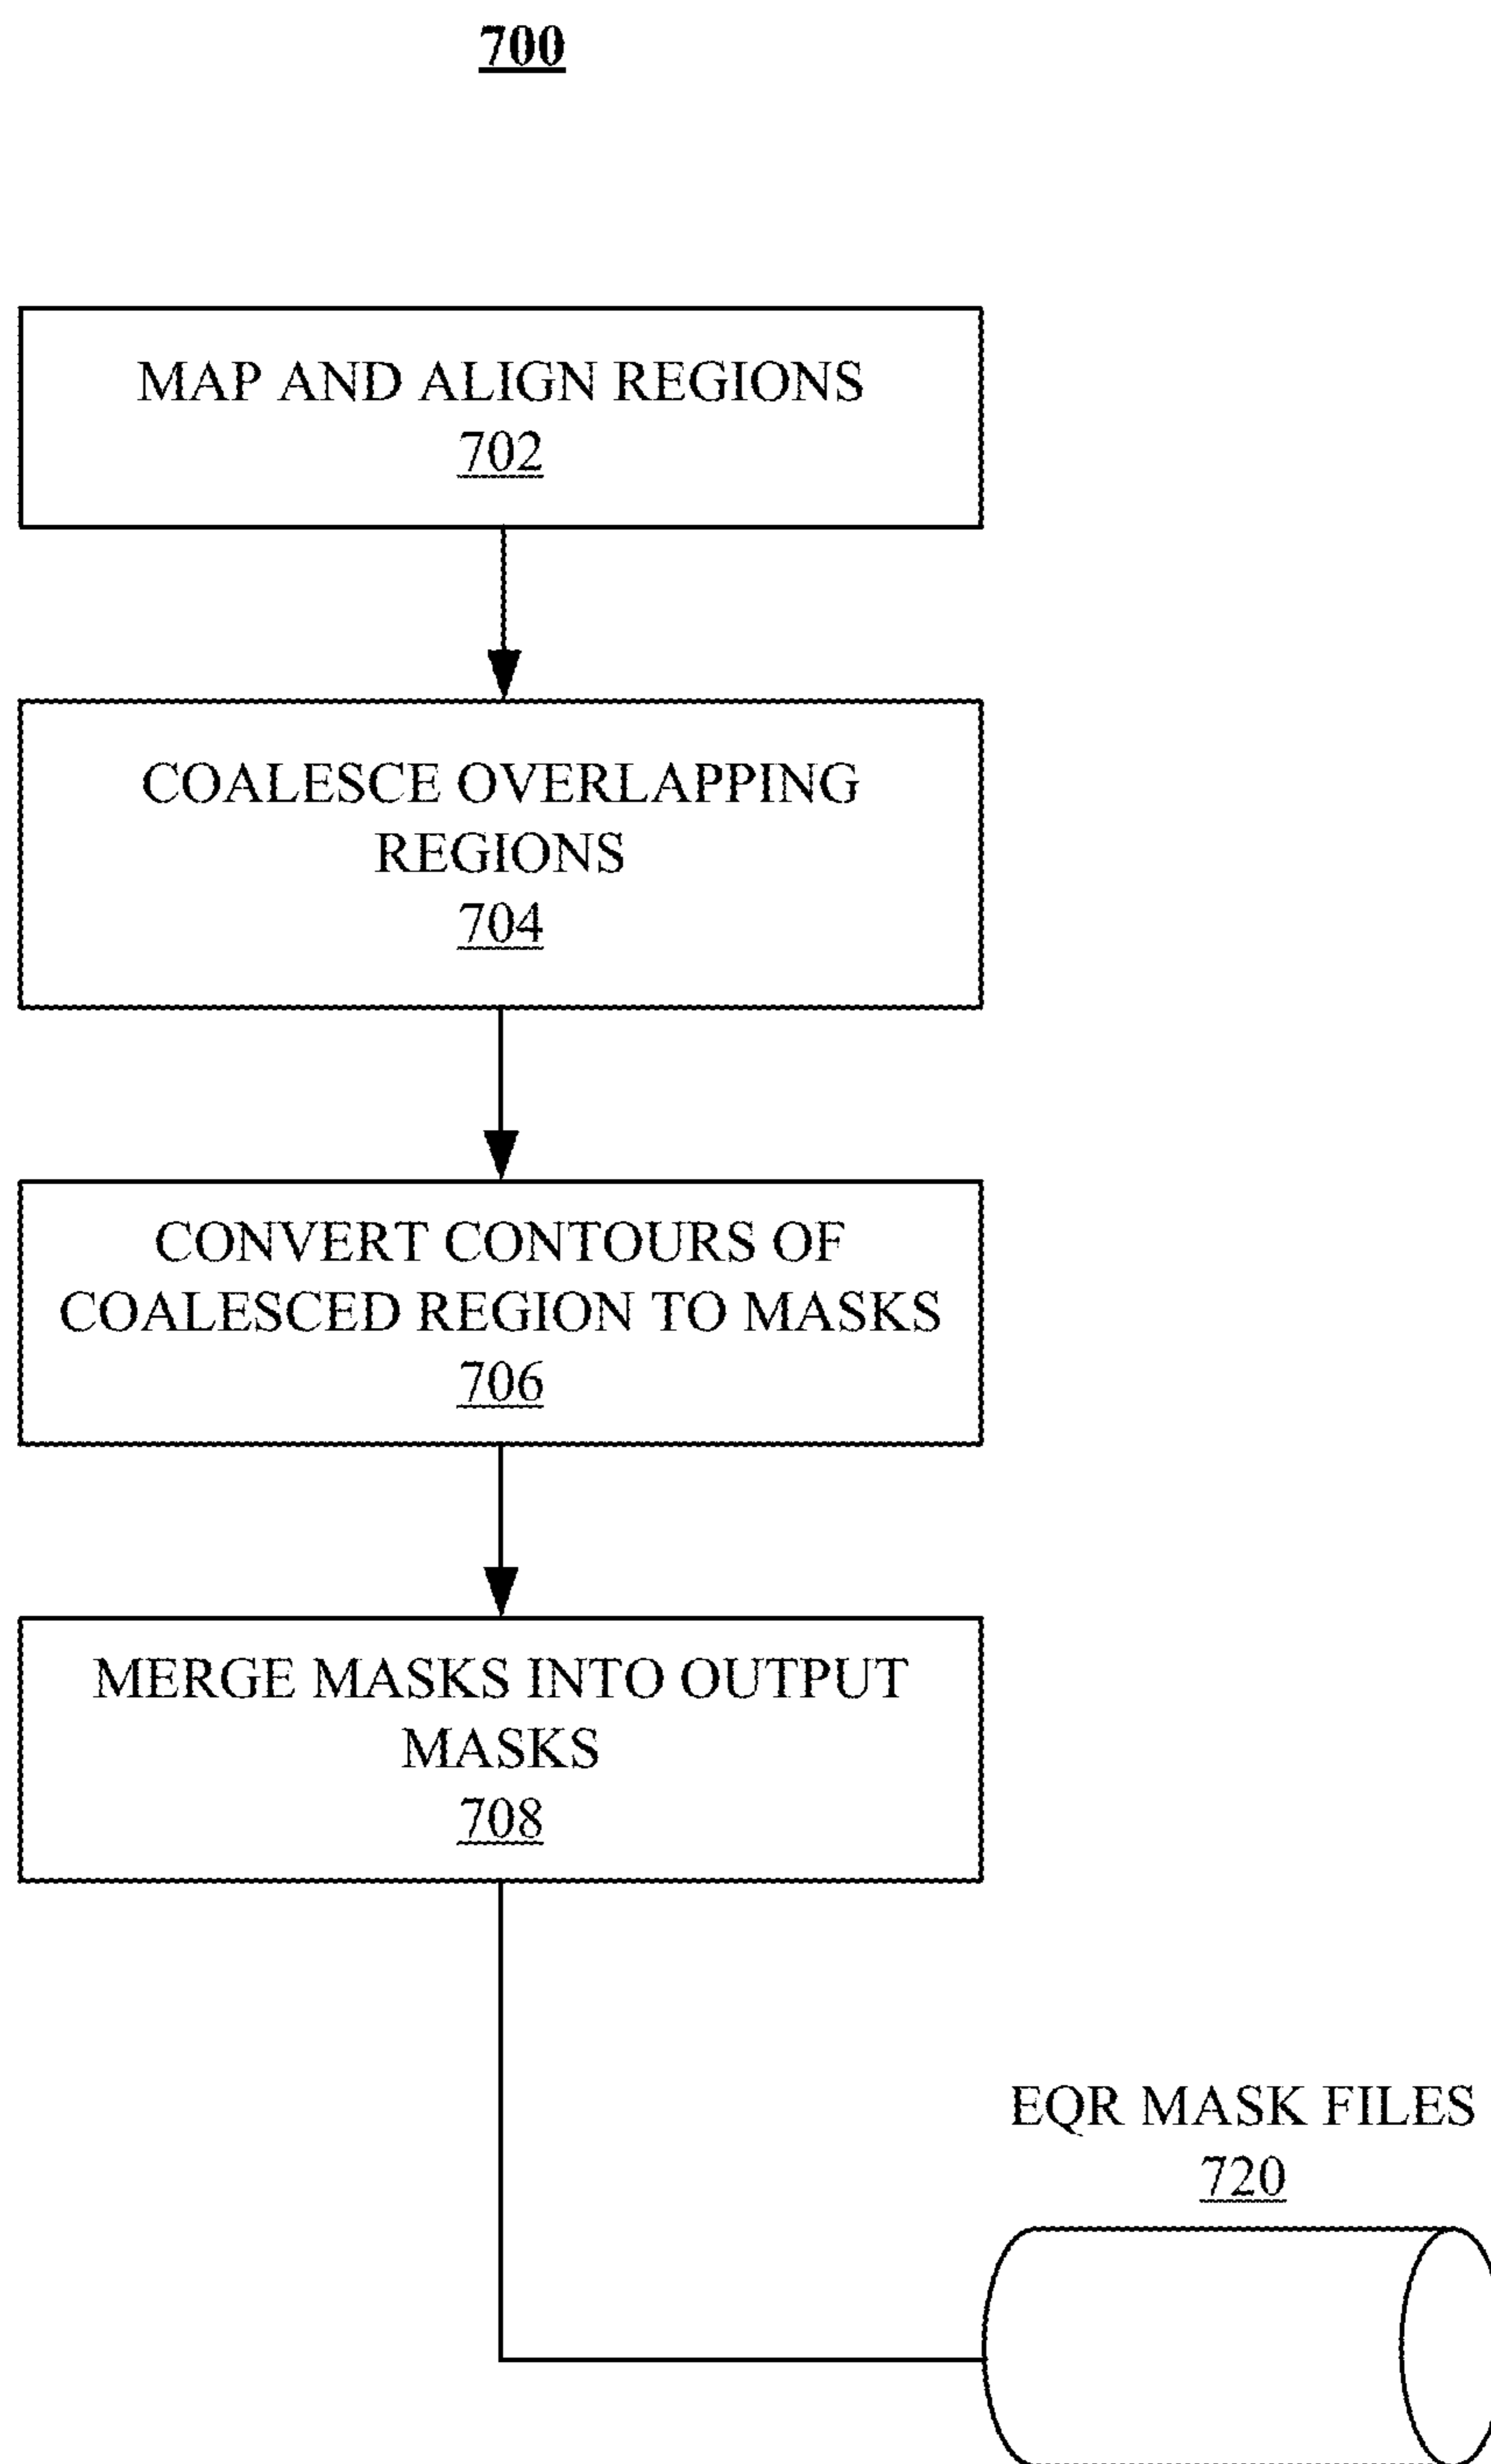 700
MAP AND ALIGN REGIONS
702
COALESCE OVERLAPPING
REGIONS
704
CONVERT CONTOURS OF
COALESCED REGION TO MASKS
706
MERGE MASKS INTO OUTPUT
MASKS
708
EQR MASK FILES
720